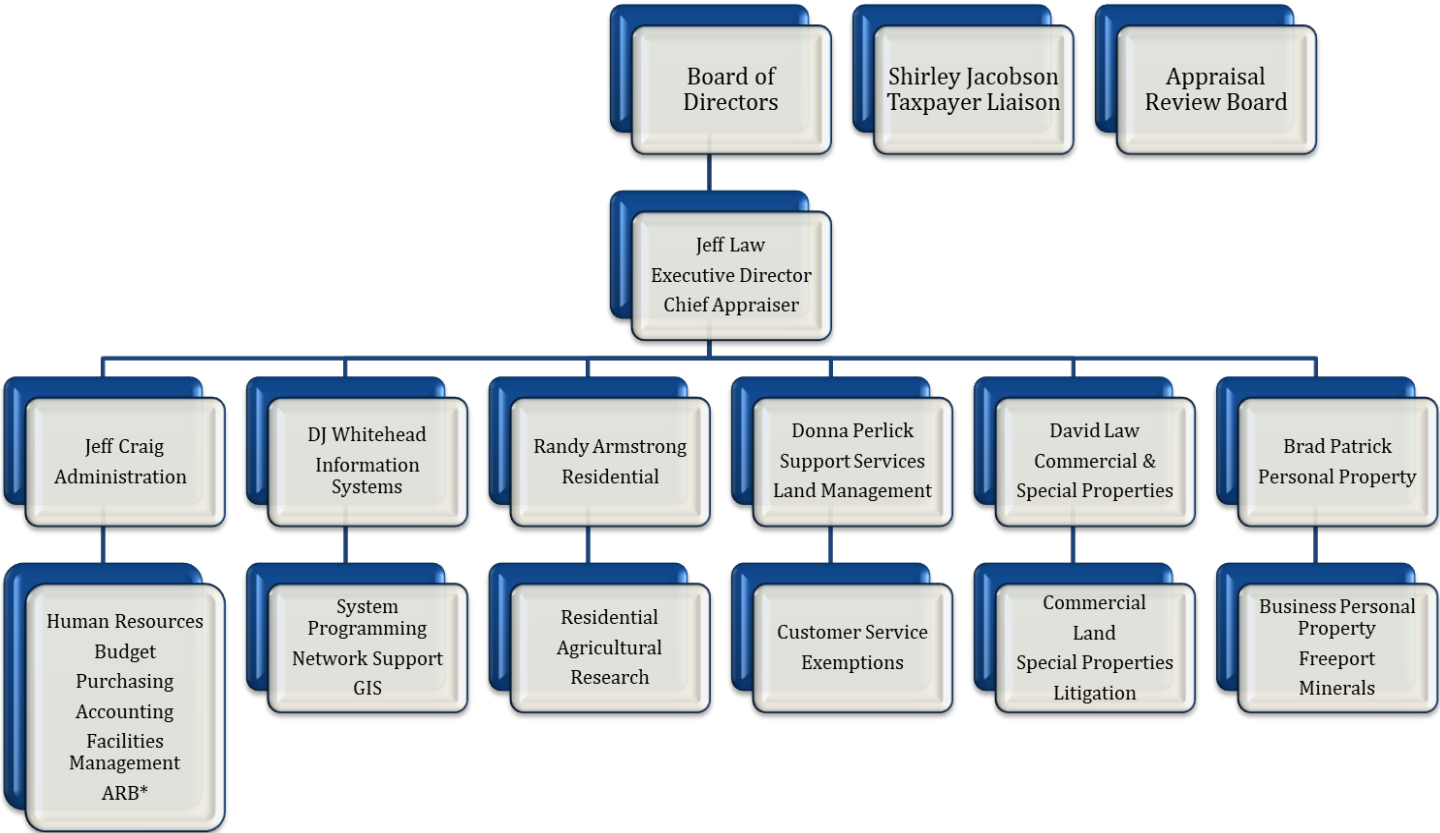 Board of
Directors
Shirley Jacobson
Taxpayer Liaison
Appraisal
Review Board
Jeff Law
Executive Director
Chief Appraiser
Jeff Craig
Administration
DJ Whitehead
Information
Systems
Randy Armstrong
Residential
Donna Perlick
Support Services
Land Management
David Law
Commercial &
Special Properties
Brad Patrick
Personal Property
Human Resources
Budget
Purchasing
Accounting
Facilities
Management
ARB*
System
Programming
Network Support
GIS
Residential
Agricultural
Research
Customer Service
Exemptions
Commercial
Land
Special Properties
Litigation
Business Personal
Property
Freeport
Minerals